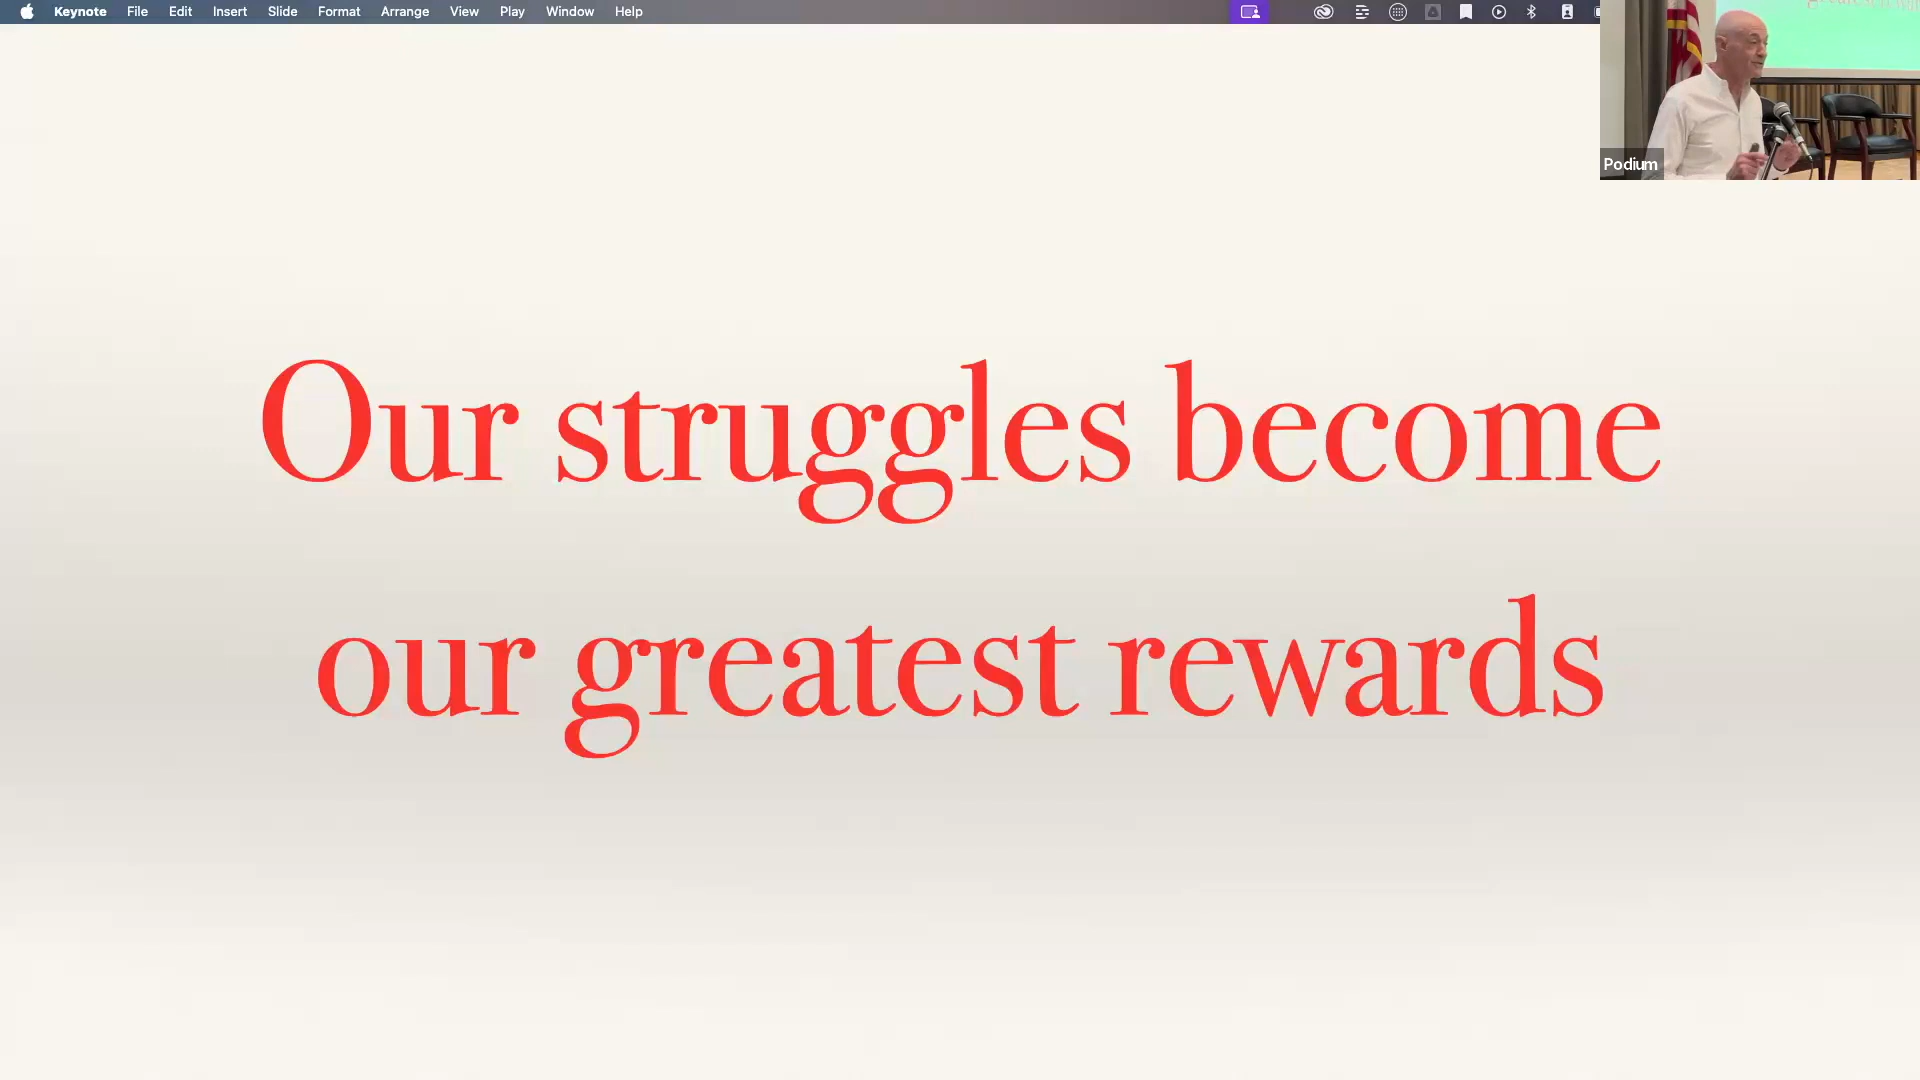 Keynote File Edit Insert Slide Format Arrange View Play Window Help
Podium
Our struggles become
our greatest rewards